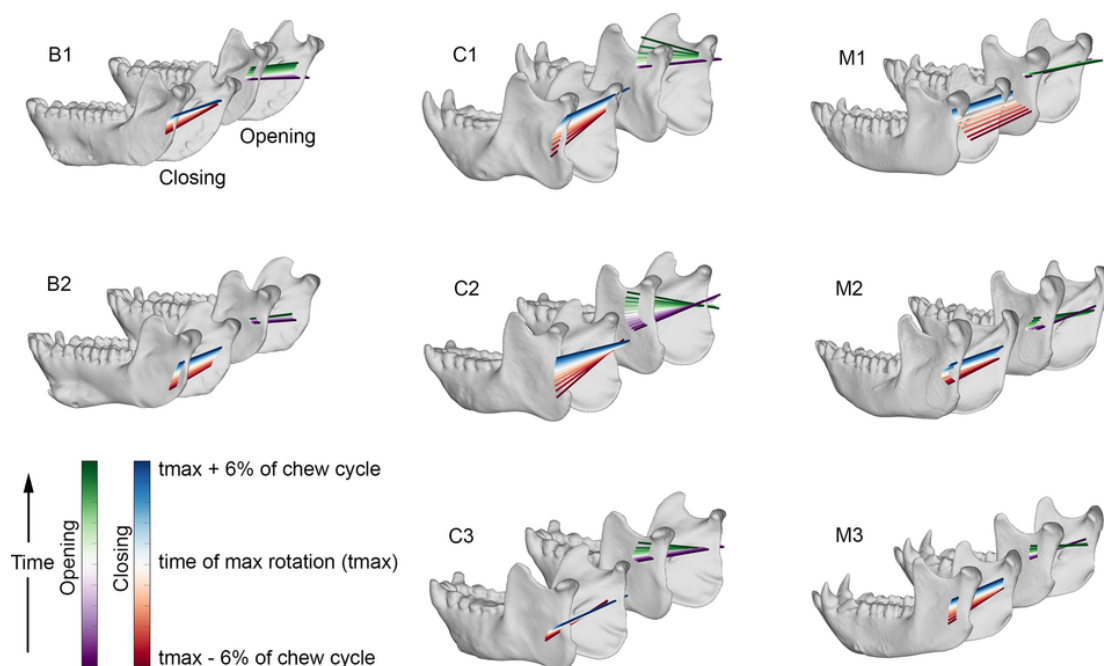 B1
C1
M1
Opening
Closing
B2
C2
M2
tmax + 6% of chew cycle
Opening
Closing
Time
time of max rotation (tmax)
tmax - 6% of chew cycle
C3
M3